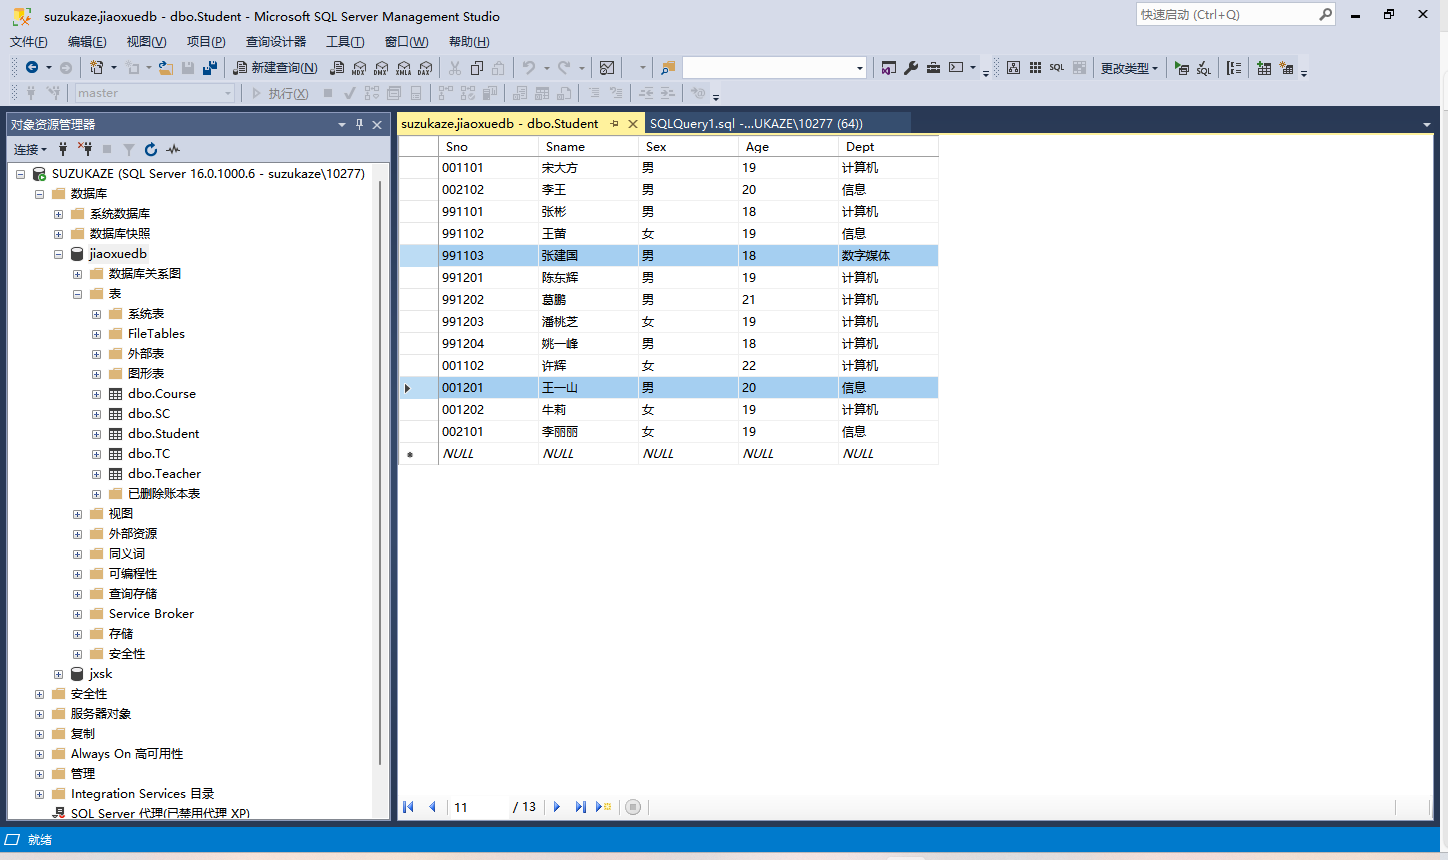 suzukaze.jiaoxuedb - dbo.Student - Microsoft SQL Server Management Studio
快速启动 (Ctrl+Q)
文件(F) 编辑(E) 视图(V) 项目(P) 查询设计器 工具(T) 窗口(W) 帮助(H)
新建查询(N) MDX DMX XMLA DAX SQL 更改类型 SQL
master 执行(X)
对象资源管理器
连接
SUZUKAZE (SQL Server 16.0.1000.6 - suzukaze\10277)
数据库
系统数据库
数据库快照
jiaoxuedb
数据库关系图
表
系统表
FileTables
外部表
图形表
dbo.Course
dbo.SC
dbo.Student
dbo.TC
dbo.Teacher
已删除账本表
视图
外部资源
同义词
可编程性
查询存储
Service Broker
存储
安全性
jxsk
安全性
服务器对象
复制
Always On 高可用性
管理
Integration Services 目录
SQL Server 代理(已禁用代理 XP)
suzukaze.jiaoxuedb - dbo.Student SQLQuery1.sql -...UKAZE\10277 (64))
Sno Sname Sex Age Dept
001101 宋大方 男 19 计算机
002102 李王 男 20 信息
991101 张彬 男 18 计算机
991102 王茵 女 19 信息
991103 张建国 男 18 数字媒体
991201 陈东辉 男 19 计算机
991202 葛鹏 男 21 计算机
991203 潘桃芝 女 19 计算机
991204 姚一峰 男 18 计算机
001102 许辉 女 22 计算机
001201 王一山 男 20 信息
001202 牛莉 女 19 计算机
002101 李丽丽 女 19 信息
NULL NULL NULL NULL NULL
11 / 13
就绪